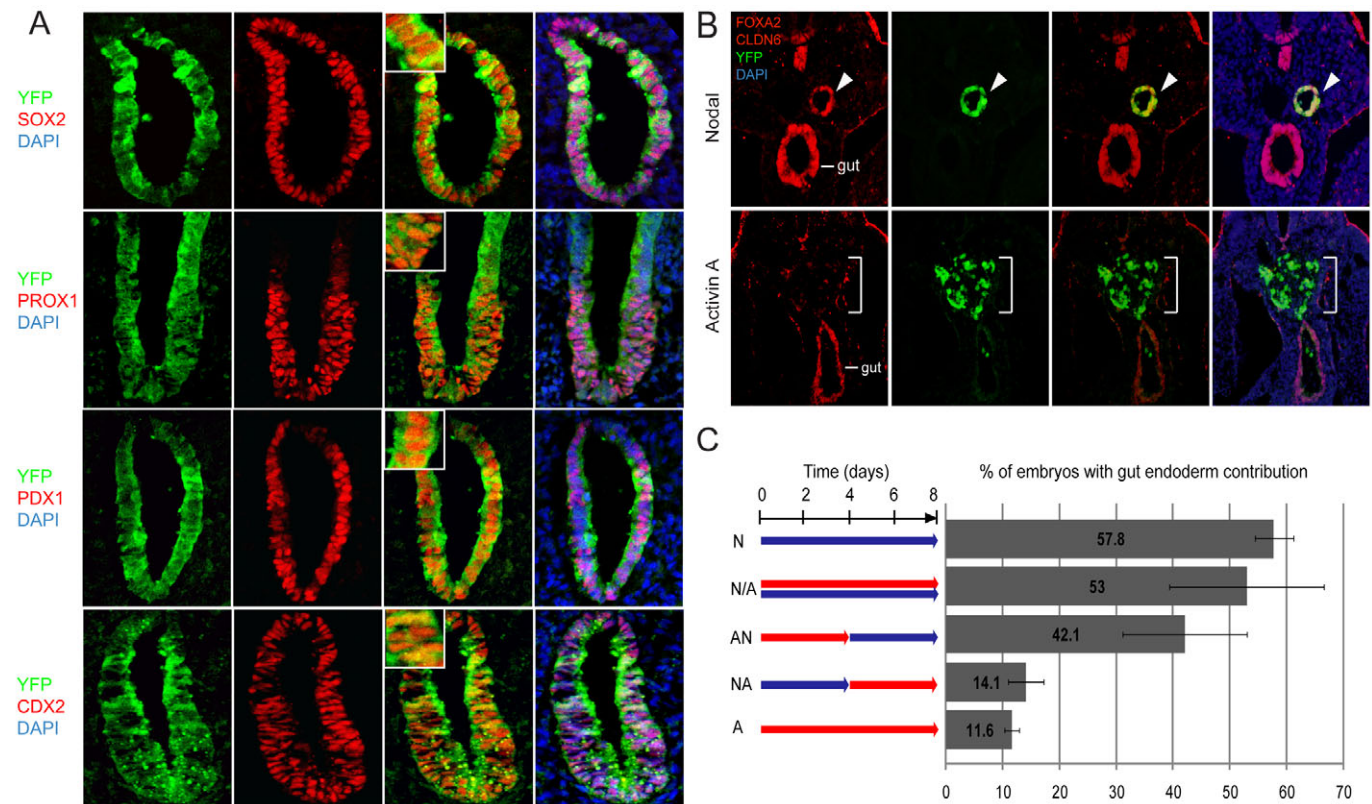 A
YFP
SOX2
DAPI
YFP
PROX1
DAPI
YFP
PDX1
DAPI
YFP
CDX2
DAPI
B
FOXA2
CLDN6
YFP
DAPI
Nodal
gut
Activin A
gut
C
Time (days)
0 2 4 6 8
% of embryos with gut endoderm contribution
N
57.8
N/A
53
AN
42.1
NA
14.1
A
11.6
0 10 20 30 40 50 60 70